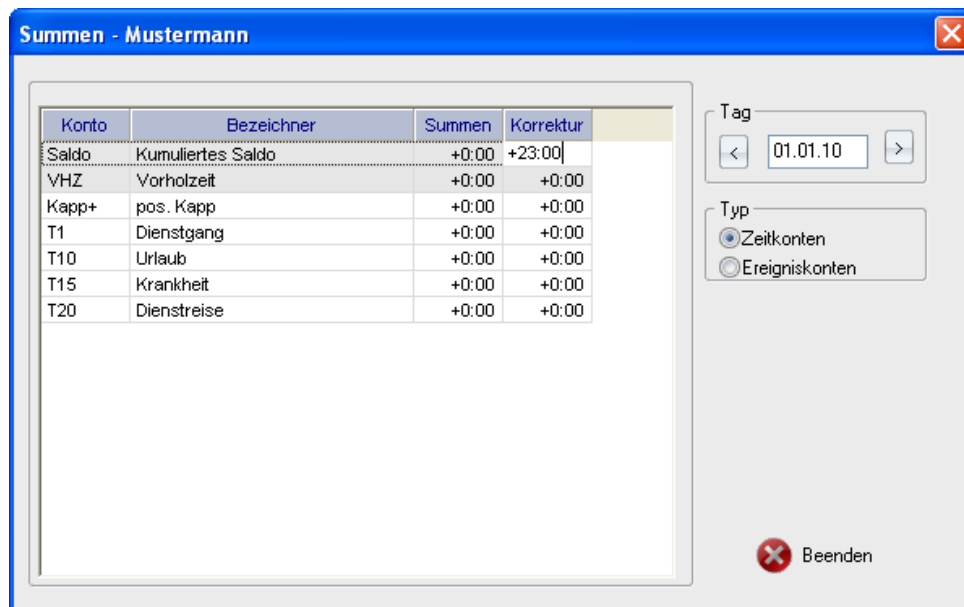 Summen - Mustermann
Konto Bezeichner Summen Korrektur
Saldo Kumuliertes Saldo +0:00 +23:00
VHZ Vorholzeit +0:00 +0:00
Kapp+ pos. Kapp +0:00 +0:00
T1 Dienstgang +0:00 +0:00
T10 Urlaub +0:00 +0:00
T15 Krankheit +0:00 +0:00
T20 Dienstreise +0:00 +0:00
Tag
< 01.01.10 >
Typ
Zeitkonten
Ereigniskonten
Beenden